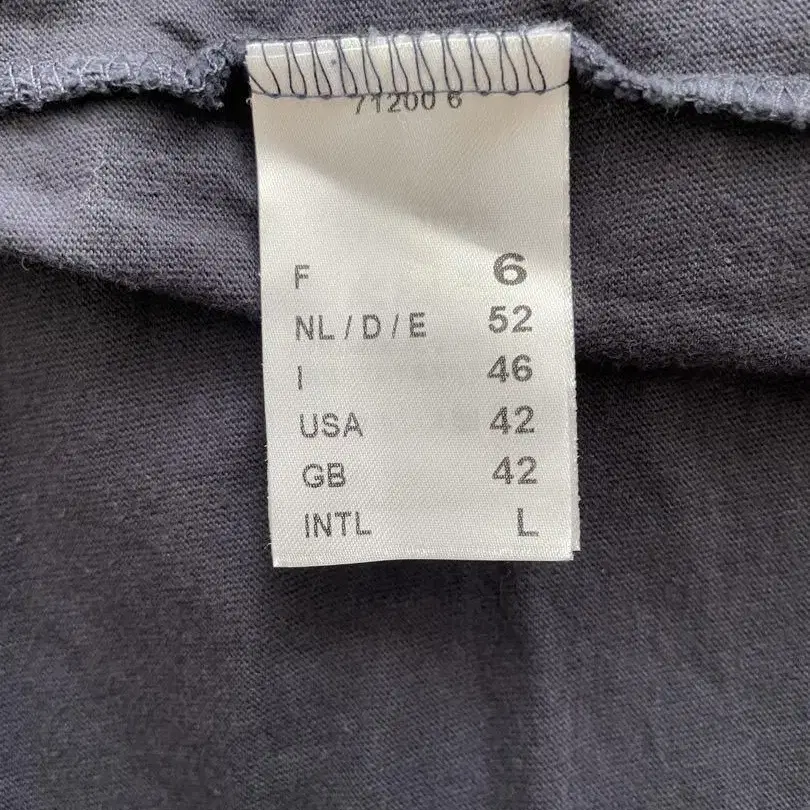 71200 6
F 6
NL / D / E 52
I 46
USA 42
GB 42
INTL L